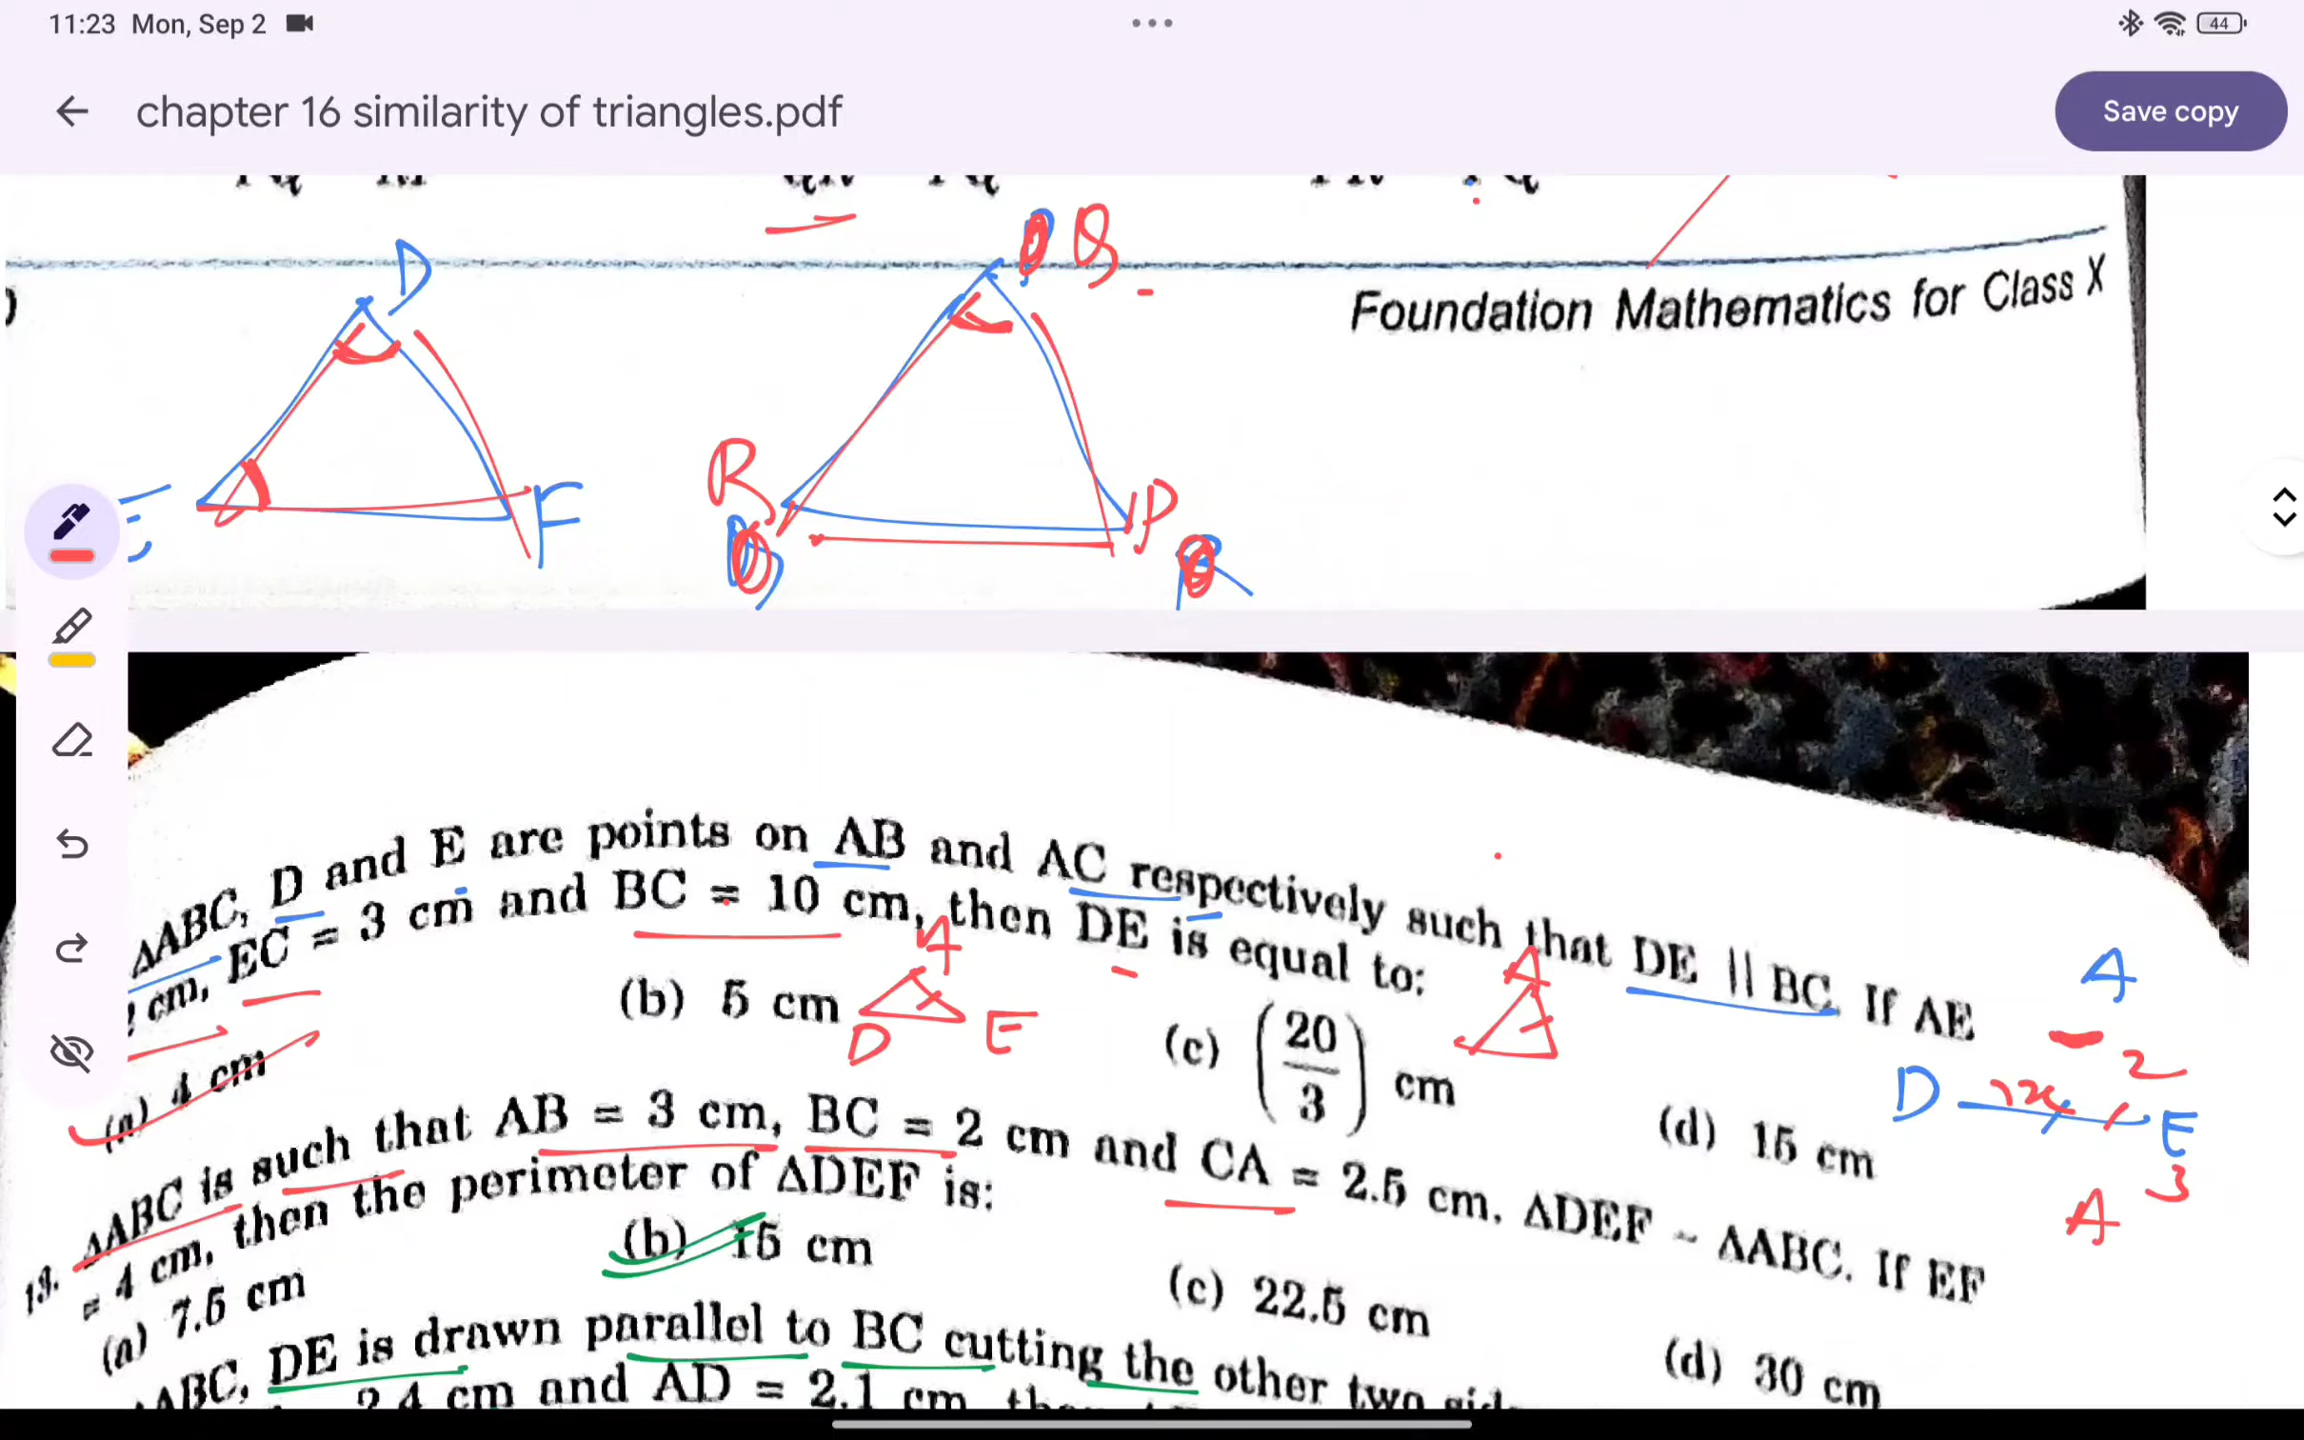 11:23 Mon, Sep 2
44
chapter 16 similarity of triangles.pdf
Save copy
D
E
F
Q
R
P
Foundation Mathematics for Class X
ΔABC, D and E are points on AB and AC respectively such that DE || BC. If AE
cm, EC = 3 cm and BC = 10 cm, then DE is equal to:
(a) 4 cm
(b) 5 cm
(c) (20/3) cm
(d) 15 cm
A
D E
A
A
2
D x E
3
A
13. ΔABC is such that AB = 3 cm, BC = 2 cm and CA = 2.5 cm. ΔDEF ~ ΔABC. If EF
= 4 cm, then the perimeter of ΔDEF is:
(a) 7.5 cm
(b) 15 cm
(c) 22.5 cm
(d) 30 cm
ABC, DE is drawn parallel to BC cutting the other two
2.4 cm and AD = 2.1 cm